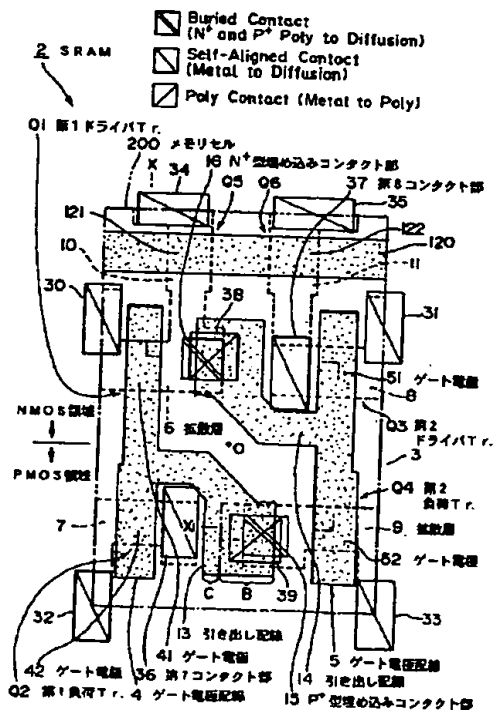 Buried Contact
(N+ and P+ Poly to Diffusion)
2 SRAM
Self-Aligned Contact
(Metal to Diffusion)
Poly Contact (Metal to Poly)
Q1 第1ドライバTr.
200 メモリセル
16 N+型埋め込みコンタクト部
X 34 Q5 Q6 37 第8コンタクト部
35
121 122
120
10 11
30 38 31
51 ゲート電極
8
NMOS領域
6 拡散層
Q3 第2
ドライバTr.
O
3
PMOS領域
Q4 第2
負荷Tr.
7 X 9 拡散層
52 ゲート電極
C B 39
32 13 引き出し配線 33
41 ゲート電極 5 ゲート電極配線
42 ゲート電極 36 第7コンタクト部 14 引き出し配線
Q2 第1負荷Tr. 4 ゲート電極配線 15 P+型埋め込みコンタクト部